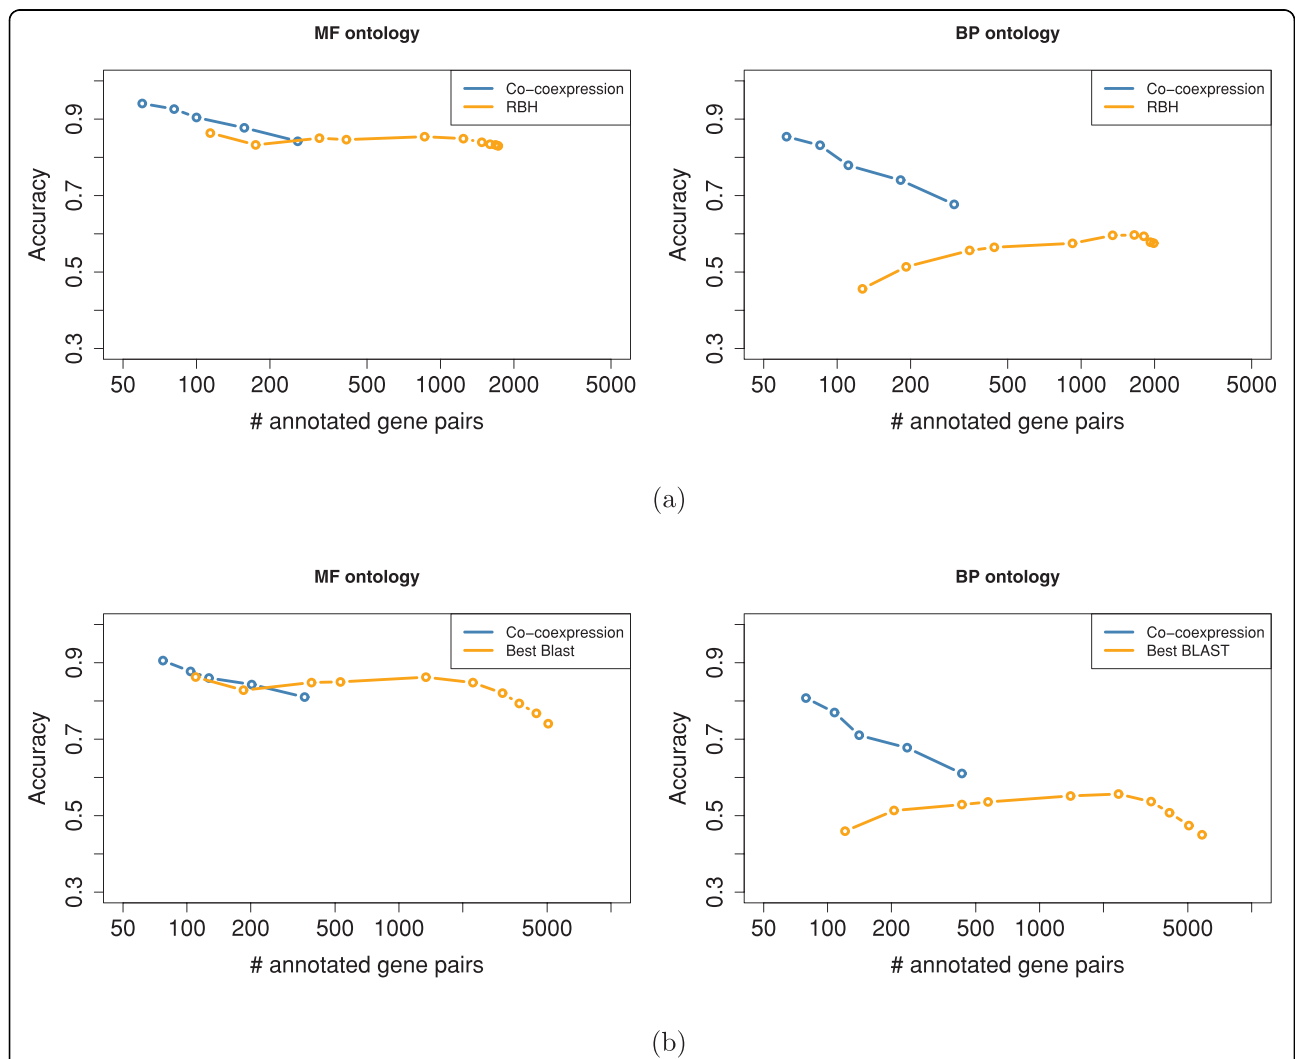 MF ontology
Co-coexpression
RBH
Accuracy
0.9
0.7
0.5
0.3
50 100 200 500 1000 2000 5000
# annotated gene pairs
BP ontology
Co-coexpression
RBH
Accuracy
0.9
0.7
0.5
0.3
50 100 200 500 1000 2000 5000
# annotated gene pairs
(a)
MF ontology
Co-coexpression
Best Blast
Accuracy
0.9
0.7
0.5
0.3
50 100 200 500 1000 5000
# annotated gene pairs
BP ontology
Co-coexpression
Best BLAST
Accuracy
0.9
0.7
0.5
0.3
50 100 200 500 1000 5000
# annotated gene pairs
(b)